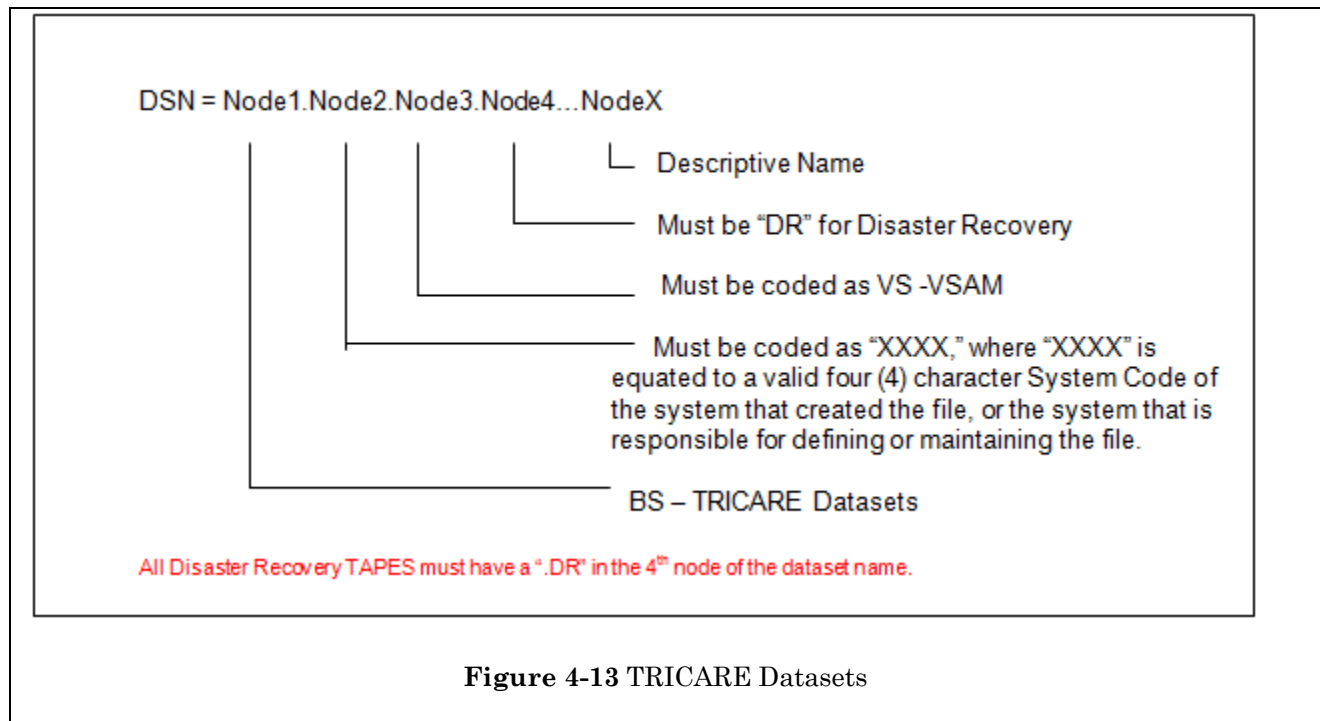 DSN = Node1.Node2.Node3.Node4...NodeX
Descriptive Name
Must be “DR” for Disaster Recovery
Must be coded as VS -VSAM
Must be coded as “XXXX,” where “XXXX” is
equated to a valid four (4) character System Code of
the system that created the file, or the system that is
responsible for defining or maintaining the file.
BS – TRICARE Datasets
All Disaster Recovery TAPES must have a “.DR” in the 4th node of the dataset name.
Figure 4-13 TRICARE Datasets